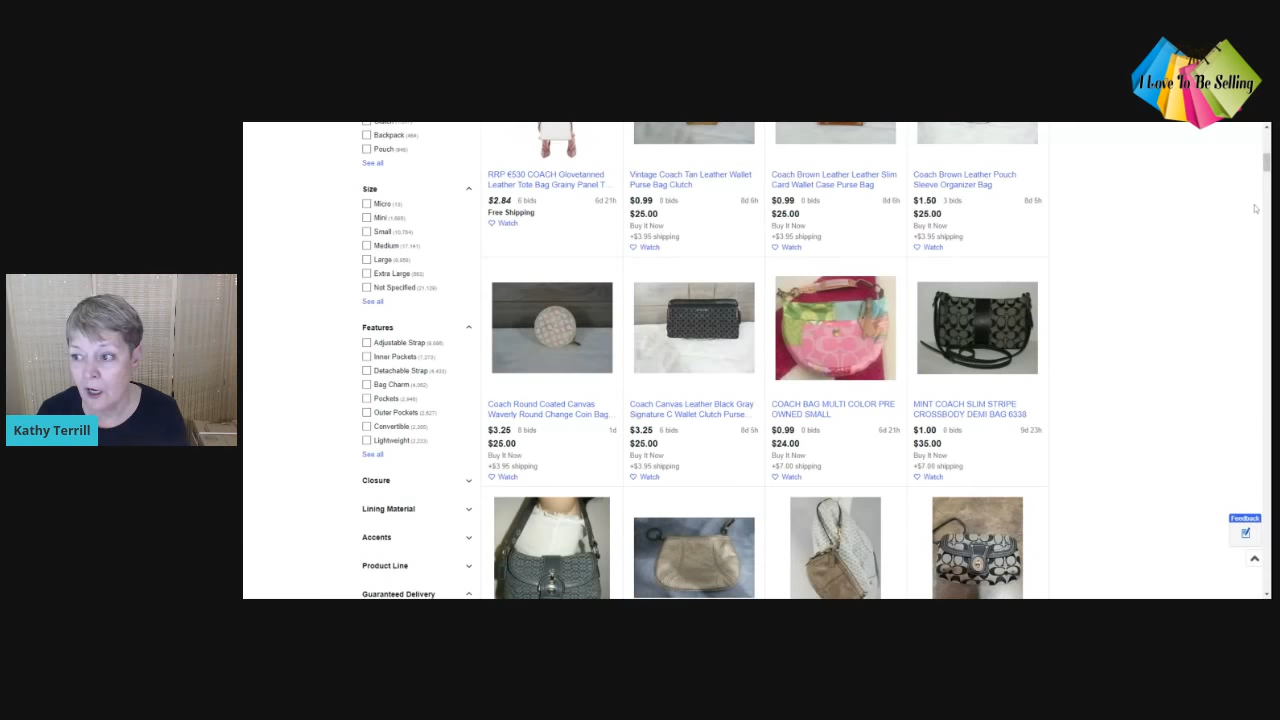 I Love To Be Selling
Kathy Terrill
Backpack (464)
Pouch
See all
Size
Micro (13)
Mini
Small (10,754)
Medium (17,141)
Large
Extra Large
Not Specified
See all
Features
Adjustable Strap
Inner Pockets
Detachable Strap
Bag Charm
Pockets
Outer Pockets
Convertible
Lightweight
See all
Closure
Lining Material
Accents
Product Line
Guaranteed Delivery
RRP €530 COACH Glovetanned
Leather Tote Bag Grainy Panel T...
$2.84 6 bids 6d 21h
Free Shipping
Watch
Vintage Coach Tan Leather Wallet
Purse Bag Clutch
$0.99 0 bids 8d 6h
$25.00
Buy It Now
+$3.95 shipping
Watch
Coach Brown Leather Leather Slim
Card Wallet Case Purse Bag
$0.99 0 bids 8d 6h
$25.00
Buy It Now
+$3.95 shipping
Watch
Coach Brown Leather Pouch
Sleeve Organizer Bag
$1.50 3 bids 8d 5h
$25.00
Buy It Now
+$3.95 shipping
Watch
Coach Round Coated Canvas
Waverly Round Change Coin Bag...
$3.25 8 bids 1d
$25.00
Buy It Now
+$3.95 shipping
Watch
Coach Canvas Leather Black Gray
Signature C Wallet Clutch Purse...
$3.25 6 bids 8d 5h
$25.00
Buy It Now
+$3.95 shipping
Watch
COACH BAG MULTI COLOR PRE
OWNED SMALL
$0.99 0 bids 6d 21h
$24.00
Buy It Now
+$7.00 shipping
Watch
MINT COACH SLIM STRIPE
CROSSBODY DEMI BAG 6338
$1.00 0 bids 9d 23h
$35.00
Buy It Now
+$7.00 shipping
Watch
Feedback